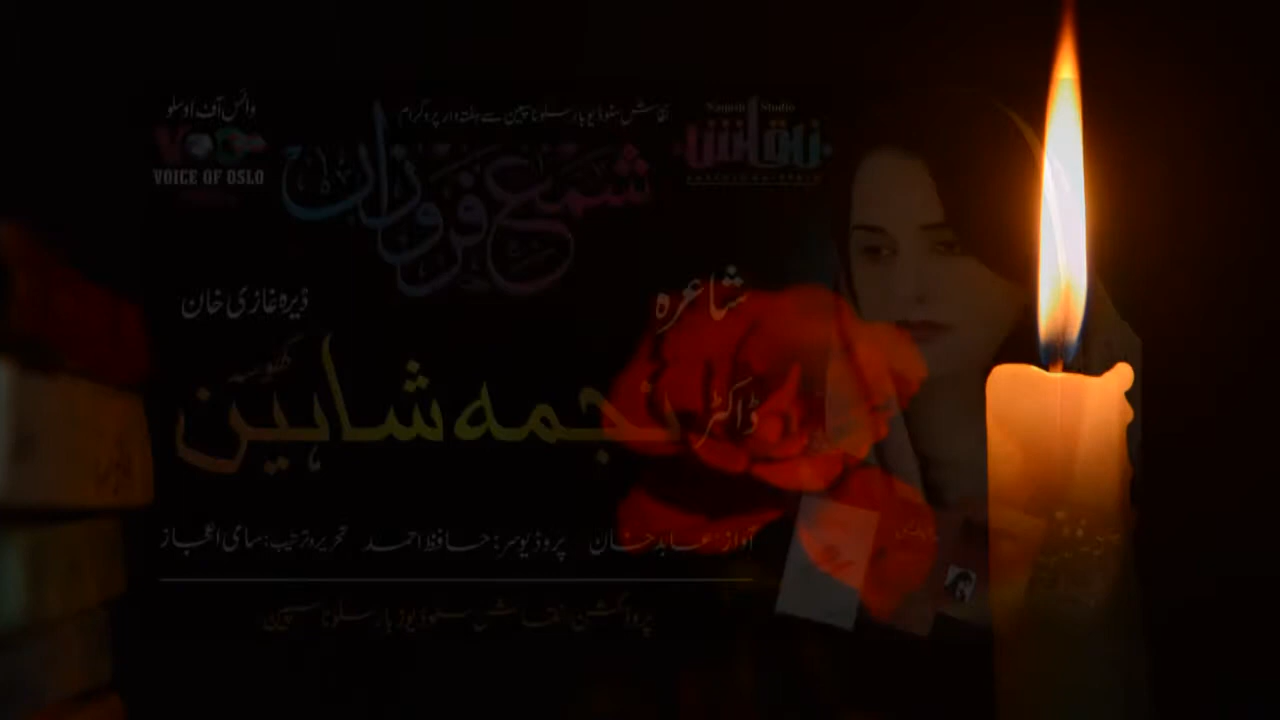 وائس آف اوسلو
VOICE OF OSLO
نقاش سٹوڈیو بارسلونا سپین سے ہفتہ وار پروگرام
Naqash Studio
نقاش
شمع فروزاں
شاعرہ
ڈیرہ غازی خان
ڈاکٹر نجمہ شاہین کھوسہ
آواز: عابد خان پروڈیوسر: حافظ احمد تحریر و ترتیب: سامی اعجاز
پروڈکشن: نقاش سٹوڈیوز بارسلونا سپین